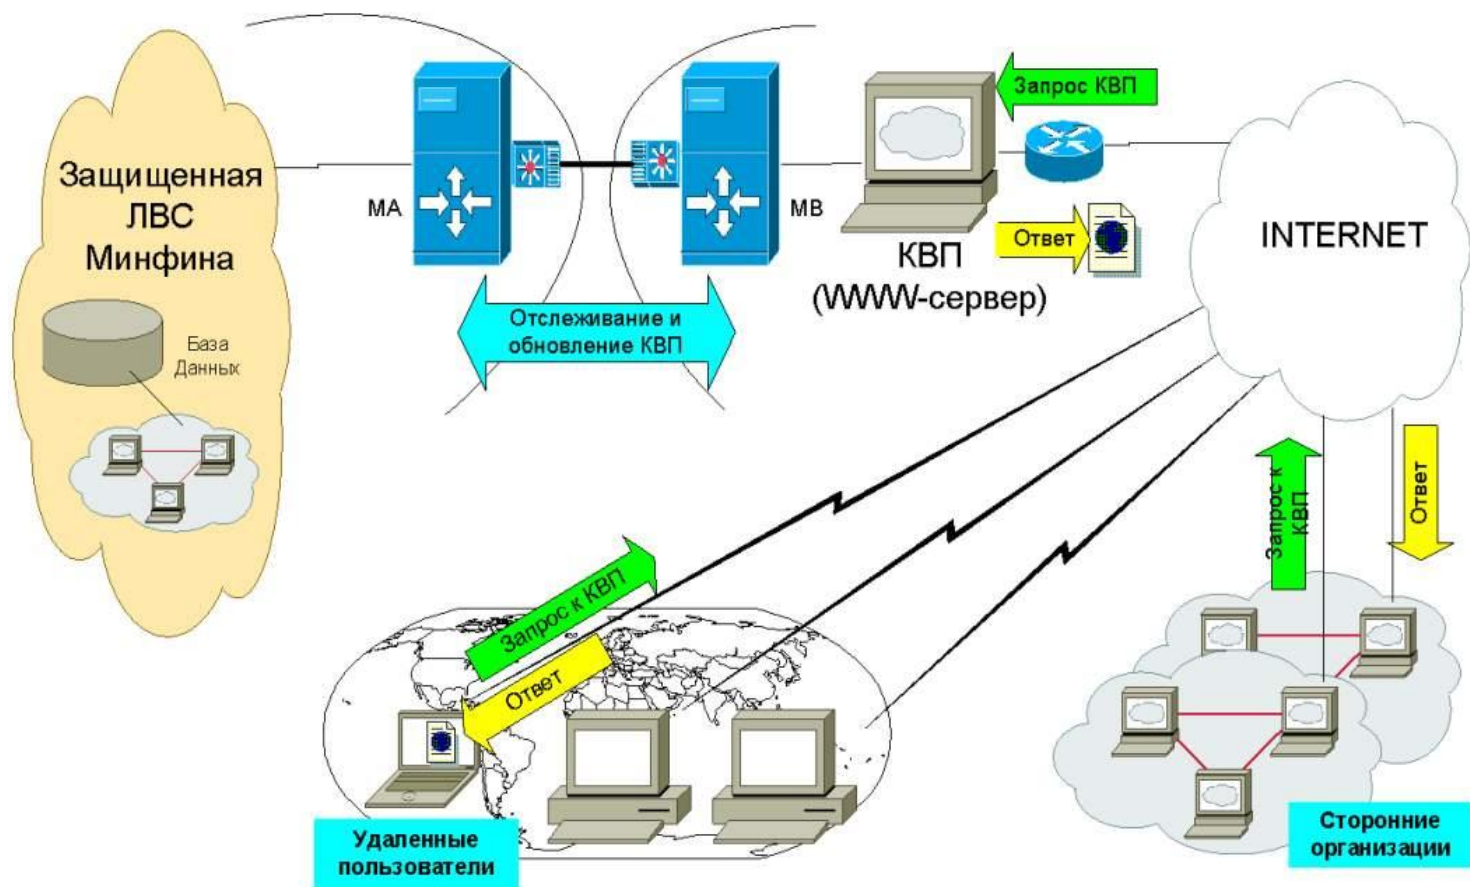 Защищенная
ЛВС
Минфина
База
Данных
МА
МВ
Отслеживание и
обновление КВП
КВП
(WWW-сервер)
Запрос КВП
Ответ
INTERNET
Запрос к КВП
Ответ
Удаленные
пользователи
Запрос к
КВП
Ответ
Сторонние
организации